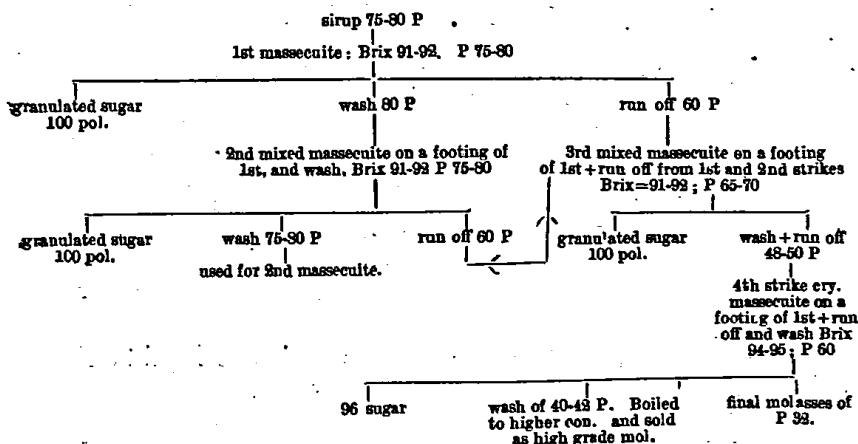 sirup 75-80 P
1st massecuite; Brix 91-92, P 75-80
granulated sugar
100 pol.
wash 80 P
run off 60 P
2nd mixed massecuite on a footing of
1st, and wash, Brix 91-92 P 75-80
3rd mixed massecuite on a footing
of 1st+run off from 1st and 2nd strikes
Brix=91-92; P 65-70
granulated sugar
100 pol.
wash 75-80 P
used for 2nd massecuite.
run off 60 P
granulated sugar
100 pol.
wash+run off
48-50 P
4th strike cry.
massecuite on a
footing of 1st+run
off and wash Brix
94-95; P 60
96 sugar
wash of 40-42 P. Boiled
to higher con. and sold
as high grade mol.
final molasses of
P 32.